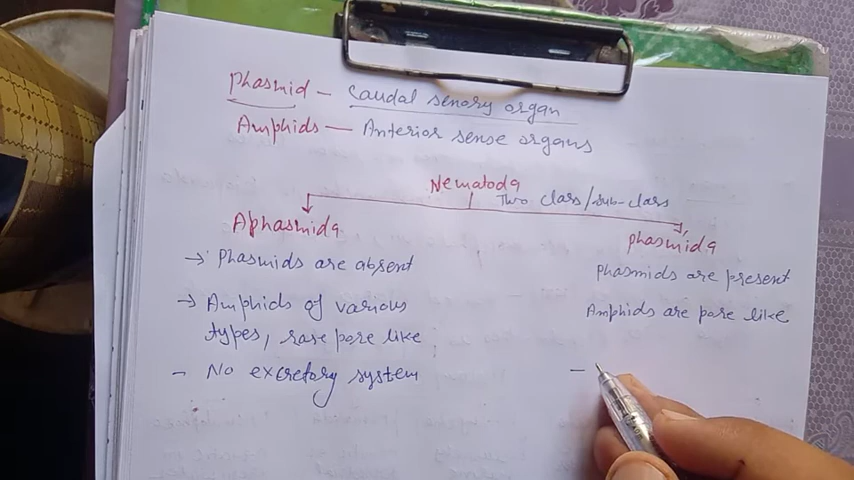 Phasmid - Caudal sensory organ
Amphids - Anterior sense organs
Nematoda
Two class/sub-class
Aphasmida
Phasmida
→ Phasmids are absent
Phasmids are present
→ Amphids of various
types, rare pore like
Amphids are pore like
- No excretory system
-